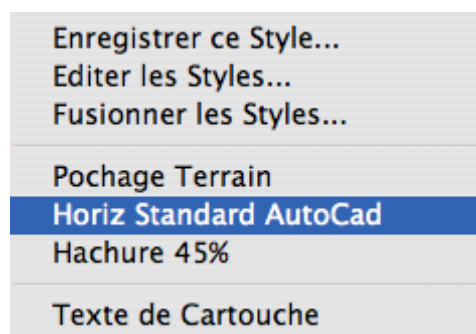 Enregistrer ce Style...
Editer les Styles...
Fusionner les Styles...
Pochage Terrain
Horiz Standard AutoCad
Hachure 45%
Texte de Cartouche